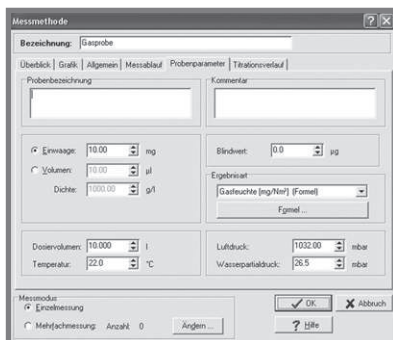 Messmethode
Bezeichnung: Gasprobe
Überblick Grafik Allgemein Messablauf Probenparameter Titrationsverlauf
Probenbezeichnung Kommentar
Einwaage: 10.00 mg Blindwert: 0.0 µg
Volumen: 10.00 µl Ergebnisart
Dichte: 1000.00 g/l Gasfeuchte [mg/Nm³] (Formel)
Formel ...
Dosiervolumen: 10.000 l Luftdruck: 1032.00 mbar
Temperatur: 22.0 °C Wasserpartialdruck: 26.5 mbar
Messmodus
Einzelmessung OK Abbruch
Mehrfachmessung: Anzahl: 0 Ändern ... Hilfe